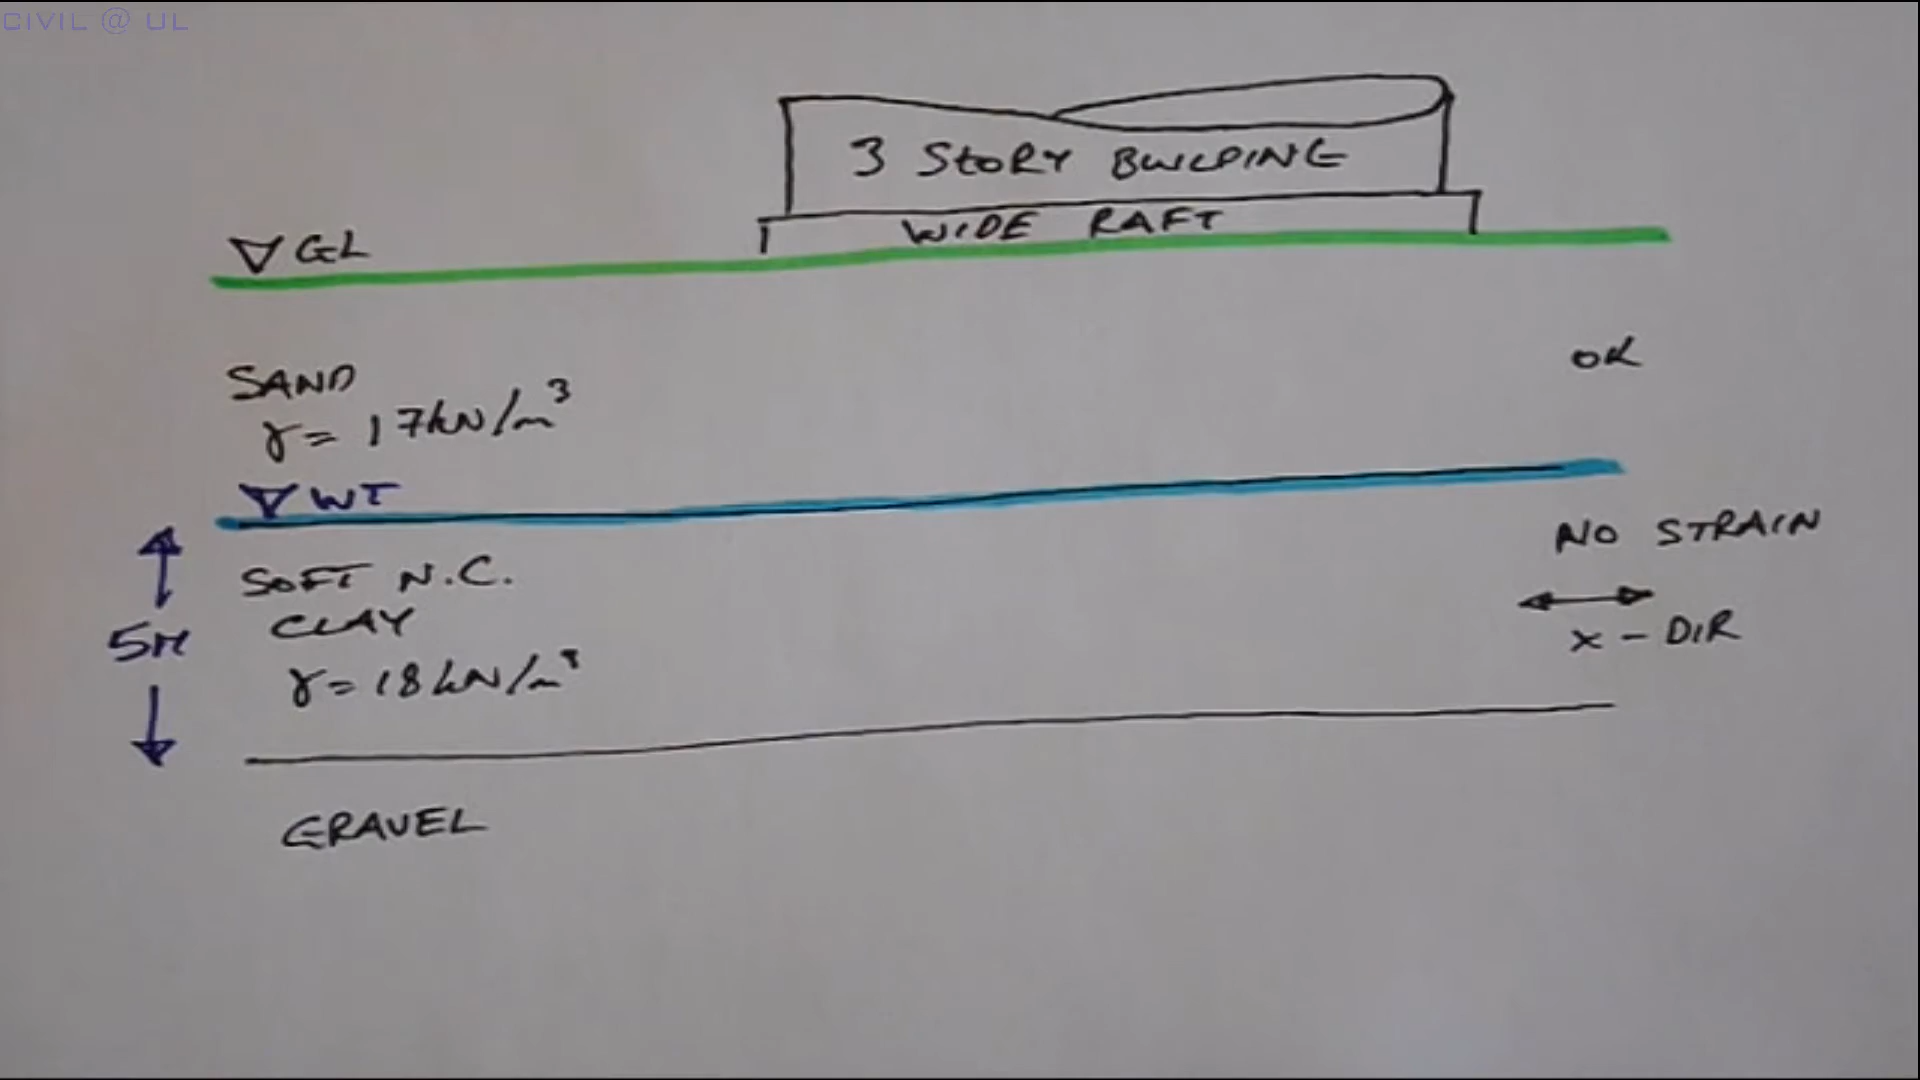 CIVIL @ UL
3 STORY BUILDING
WIDE RAFT
GL
OK
SAND
γ = 17kN/m³
WT
NO STRAIN
SOFT N.C.
CLAY
5M
X - DIR
γ = 18kN/m³
GRAVEL